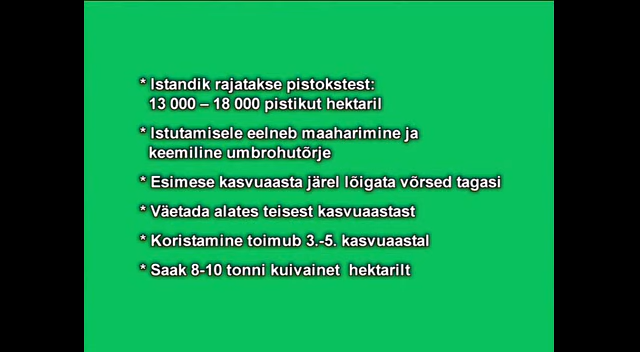 * Istandik rajatakse pistokstest:
13 000 – 18 000 pistikut hektaril
* Istutamisele eelneb maaharimine ja
keemiline umbrohutõrje
* Esimese kasvuaasta järel lõigata võrsed tagasi
* Väetada alates teisest kasvuaastast
* Koristamine toimub 3.-5. kasvuaastal
* Saak 8-10 tonni kuivainet hektarilt